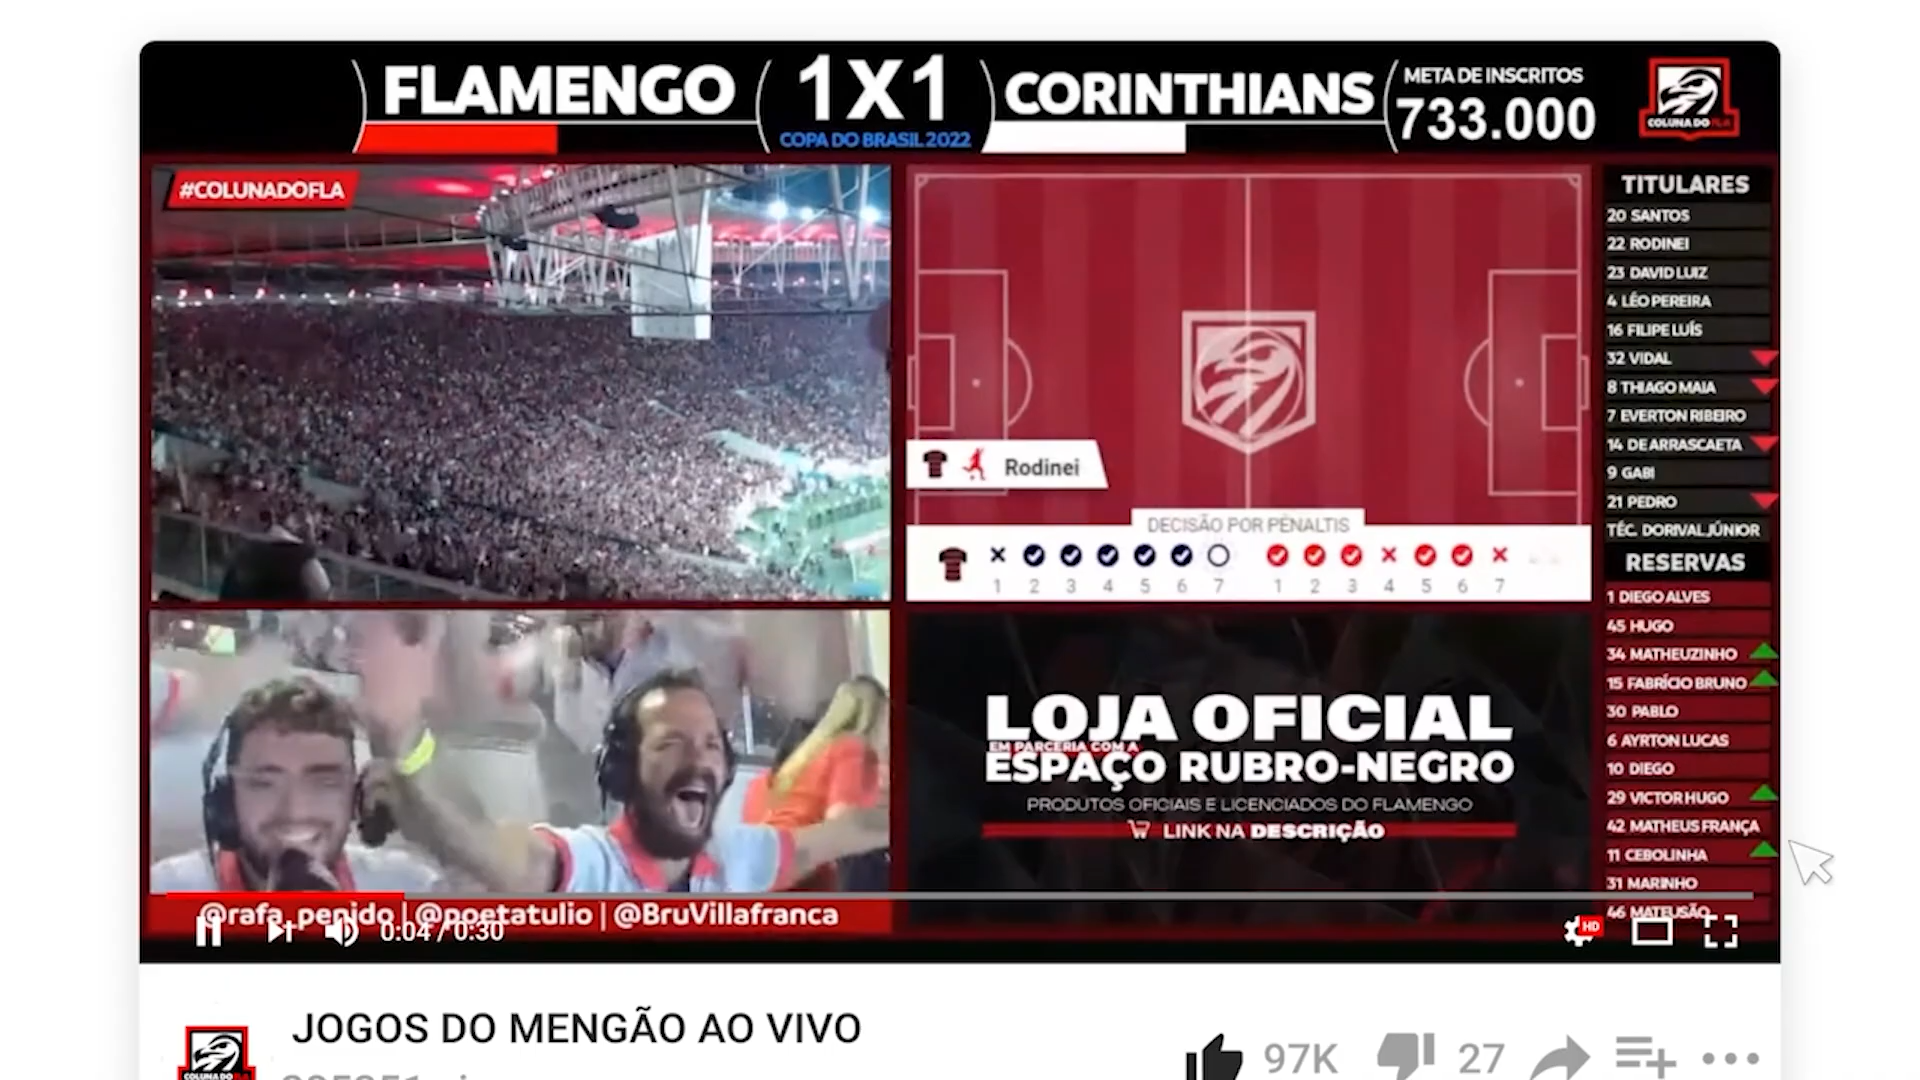 FLAMENGO
1X1
COPA DO BRASIL 2022
CORINTHIANS
META DE INSCRITOS
733.000
COLUNA DO FLA
#COLUNADOFLA
Rodinei
DECISÃO POR PÊNALTIS
1 2 3 4 5 6 7 1 2 3 4 5 6 7
LOJA OFICIAL
EM PARCERIA COM A
ESPAÇO RUBRO-NEGRO
PRODUTOS OFICIAIS E LICENCIADOS DO FLAMENGO
LINK NA DESCRIÇÃO
TITULARES
20 SANTOS
22 RODINEI
23 DAVID LUIZ
4 LÉO PEREIRA
16 FILIPE LUÍS
32 VIDAL
8 THIAGO MAIA
7 EVERTON RIBEIRO
14 DE ARRASCAETA
9 GABI
21 PEDRO
TÉC. DORIVAL JÚNIOR
RESERVAS
1 DIEGO ALVES
45 HUGO
34 MATHEUZINHO
15 FABRÍCIO BRUNO
30 PABLO
6 AYRTON LUCAS
10 DIEGO
29 VICTOR HUGO
42 MATHEUS FRANÇA
11 CEBOLINHA
31 MARINHO
46 MATEUSÃO
@rafa_penido | @poetatulio | @BruVillafranca
0:04 / 0:30
HD
JOGOS DO MENGÃO AO VIVO
COLUNA DO FLA
97K
27